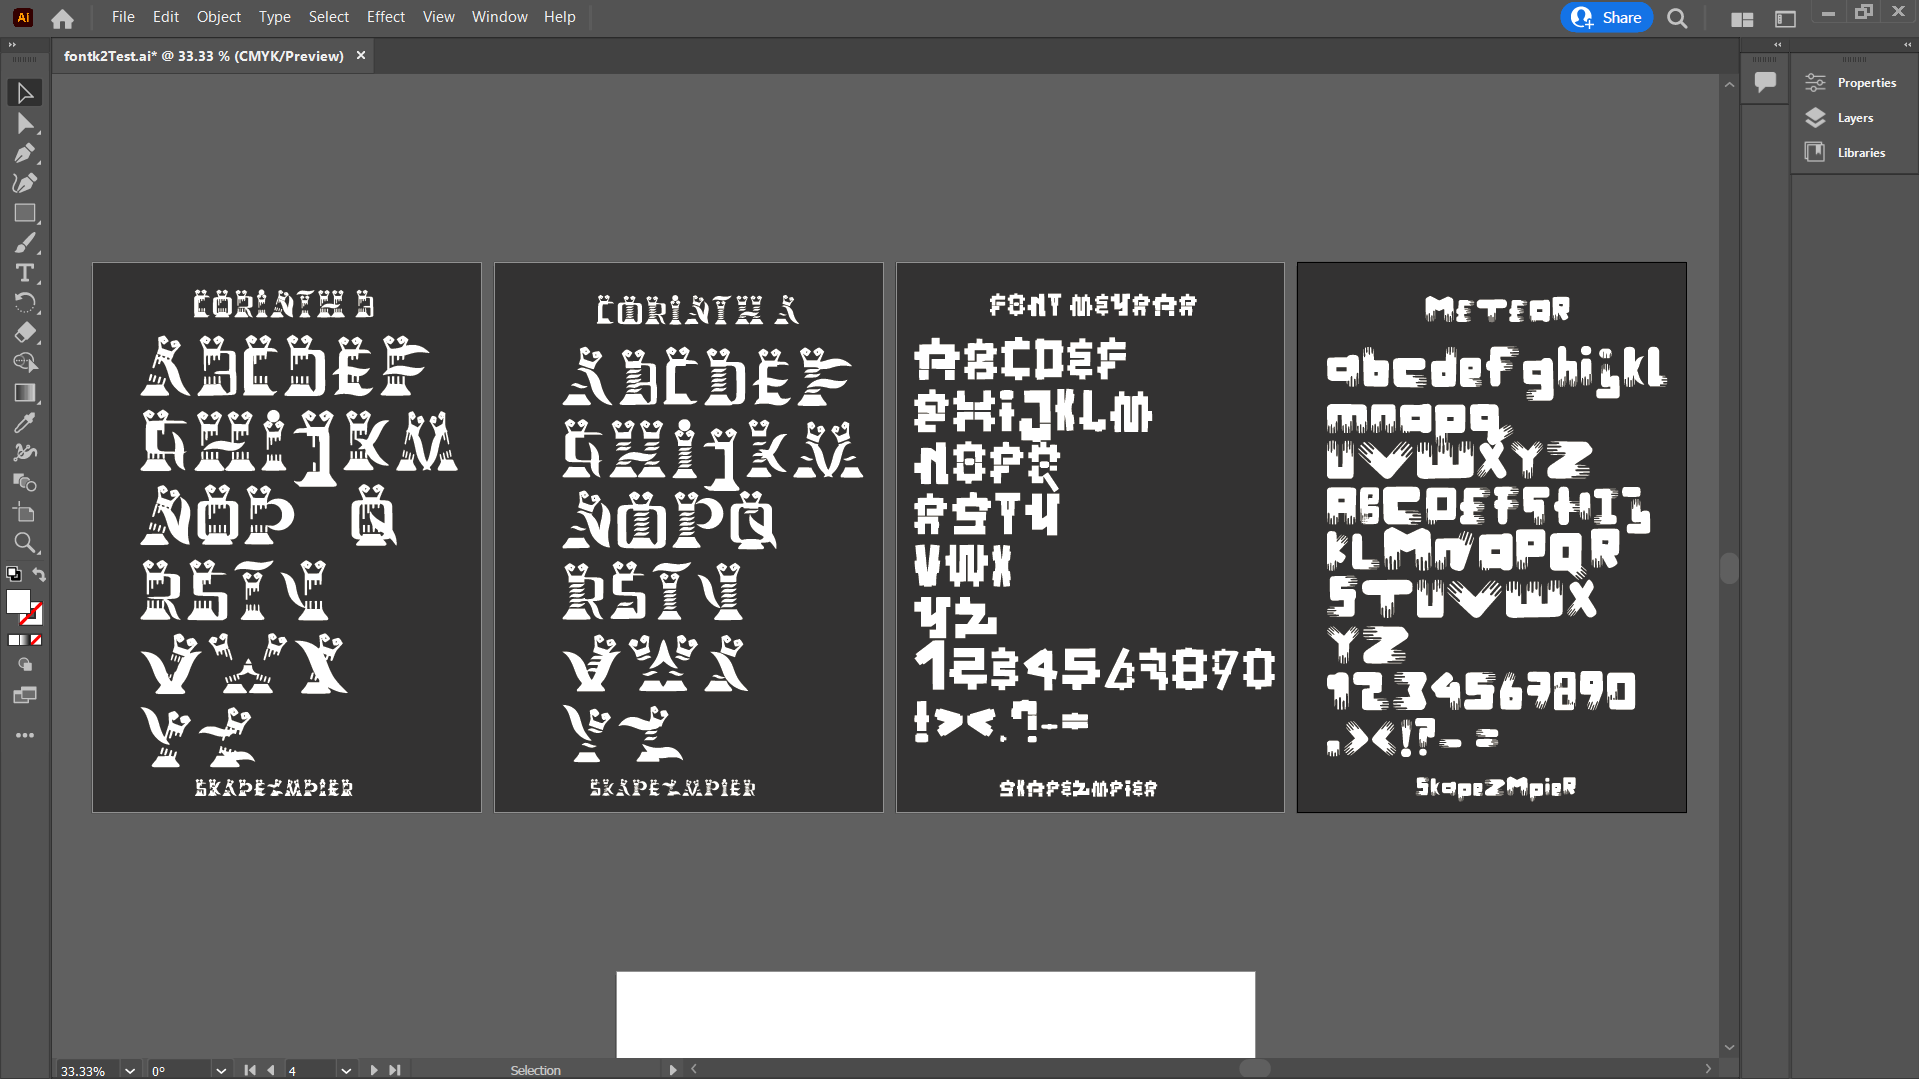 Ai File Edit Object Type Select Effect View Window Help Share
fontk2Test.ai* @ 33.33 % (CMYK/Preview) ×
Properties
Layers
Libraries
CORINTH B
ABCDEF
GHIJKM
NOP Q
RSTU
VWX
YZ
SKAPEZMPIER
CORINTH A
ABCDEF
GHIJKM
NOPQ
RSTU
VWX
YZ
SKAPEZMPIER
ABCDEF
GHIJKLM
NOPQ
RSTU
VWX
YZ
1234567890
!><.?-=
SKAPEZMPIER
METEOR
abcdefghijkl
mnopq
UVWXYZ
ABCDEFGHIJ
KLMNOPQR
STUVWX
YZ
1234567890
.><!?-=
SkapeZMpieR
33.33% 0° 4 Selection